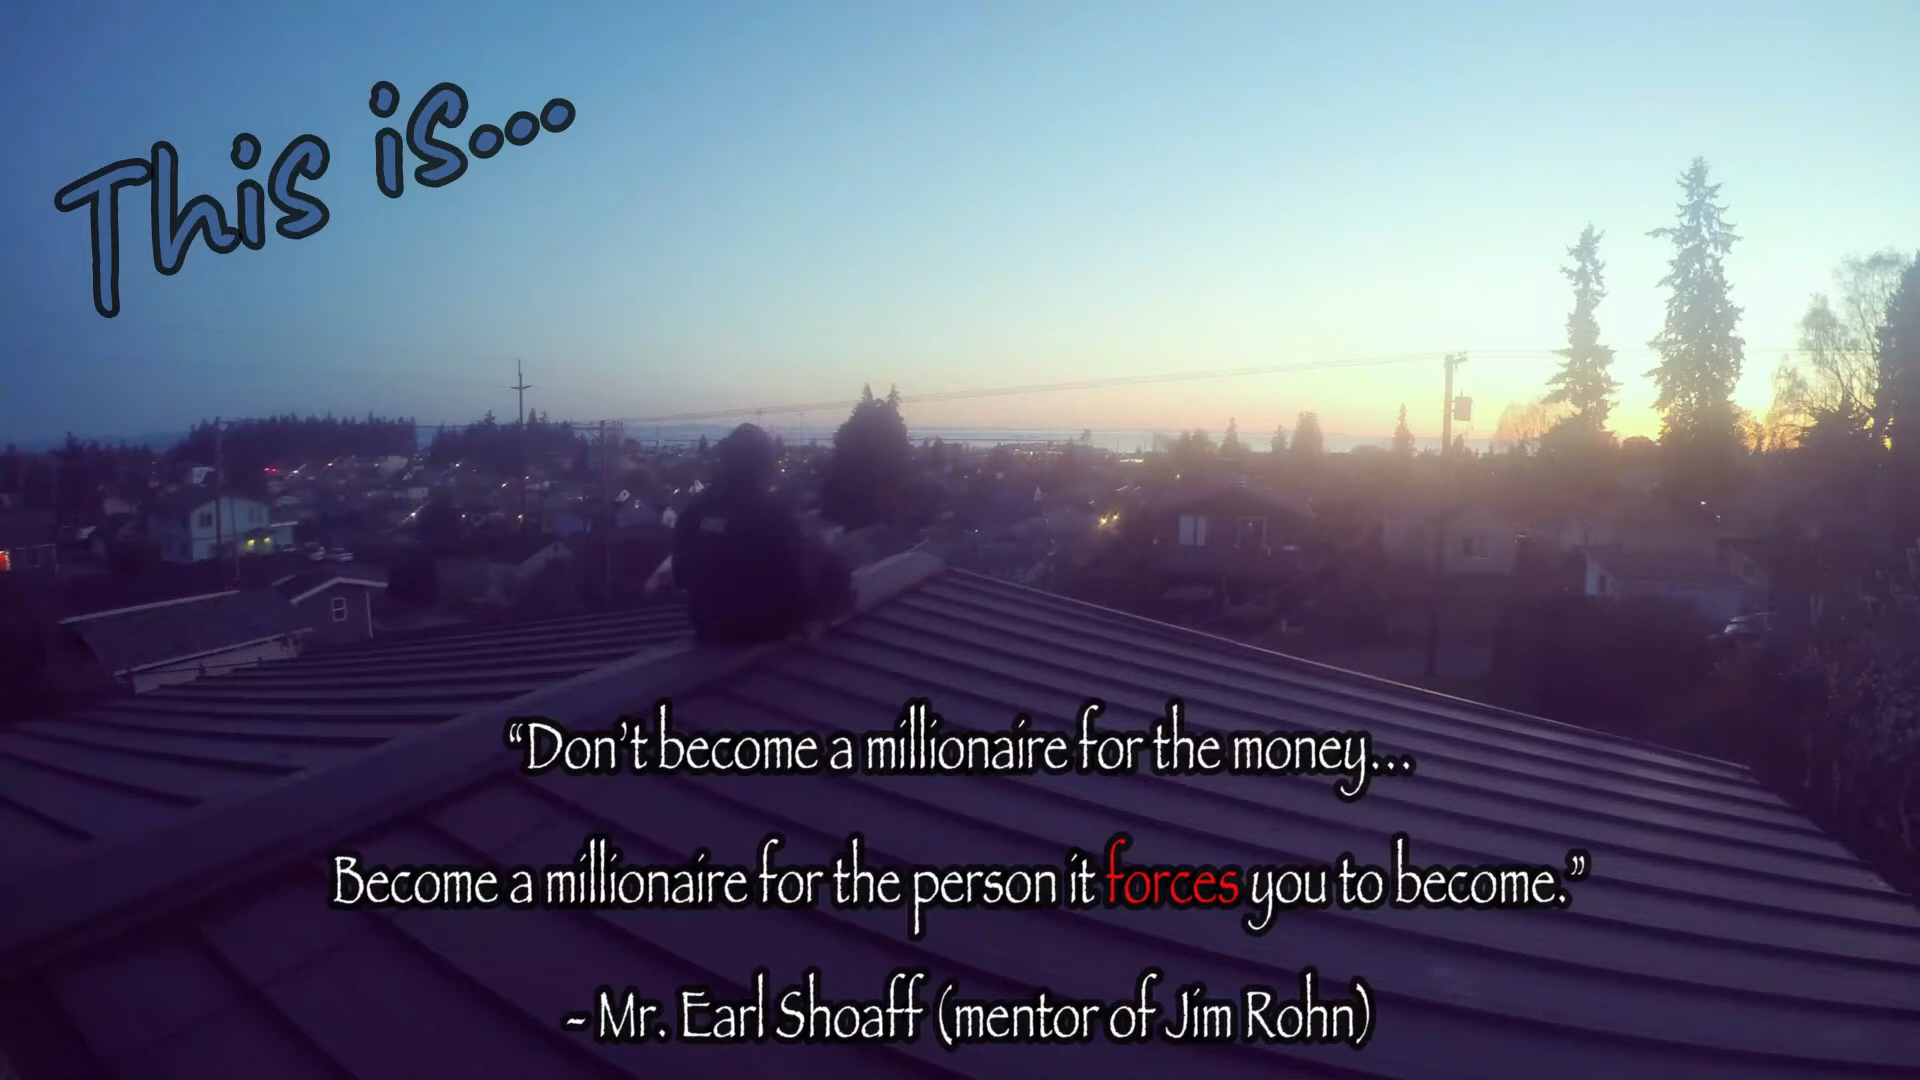 This is...
“Don’t become a millionaire for the money...
Become a millionaire for the person it forces you to become.”
- Mr. Earl Shoaff (mentor of Jim Rohn)